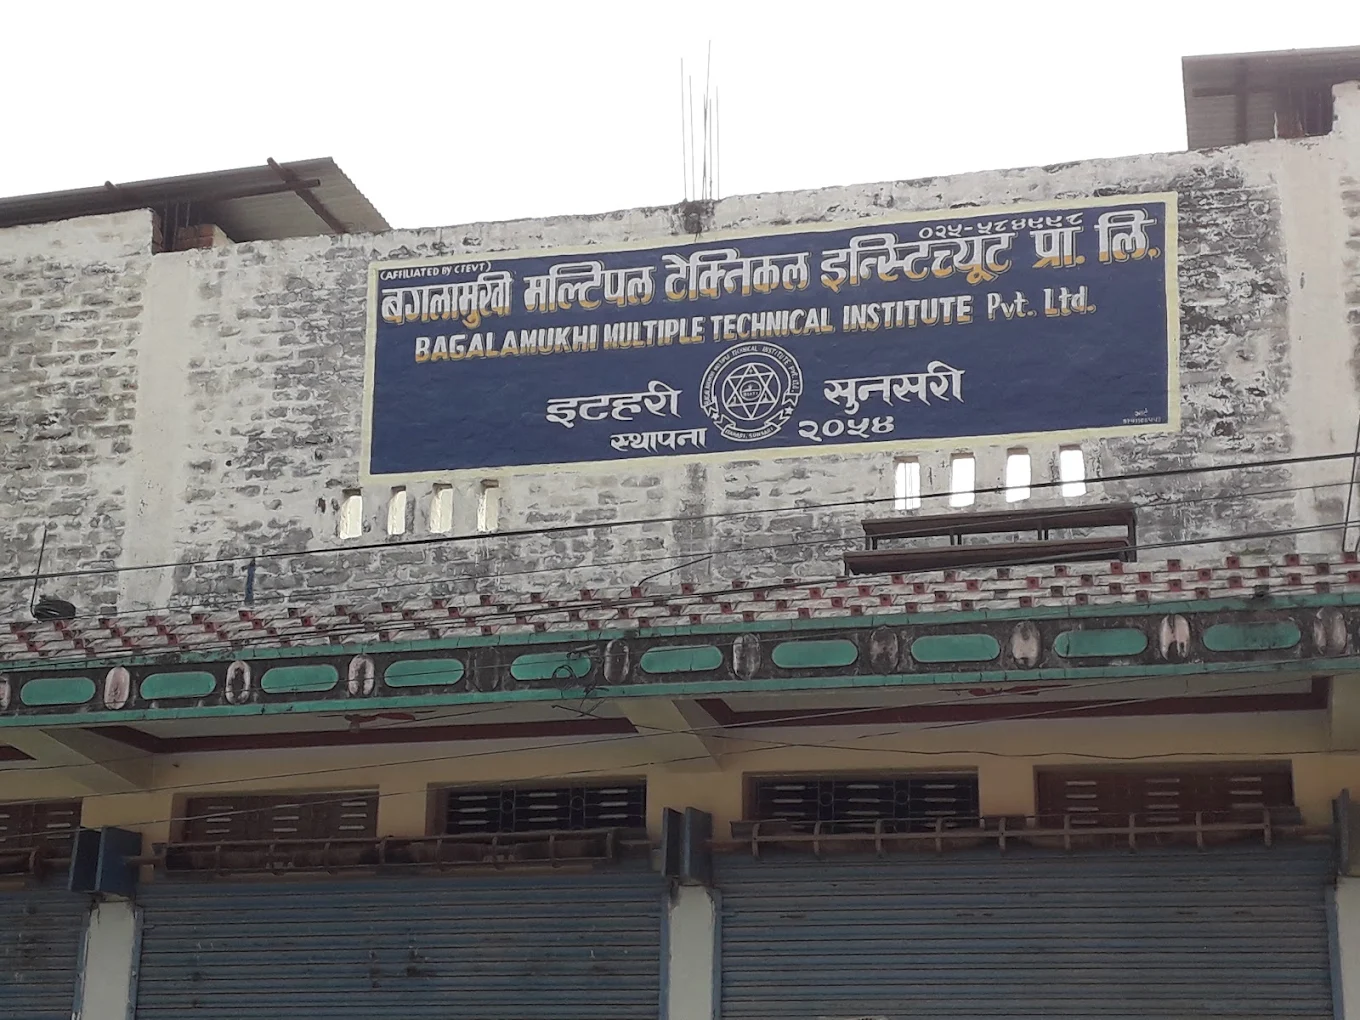 ०२५-५८४९९८
(AFFILIATED By CTEVT)
बगलामुखी मल्टिपल टेक्निकल इन्स्टिच्यूट प्रा. लि.
BAGALAMUKHI MULTIPLE TECHNICAL INSTITUTE Pvt. Ltd.
इटहरी सुनसरी
स्थापना २०५४